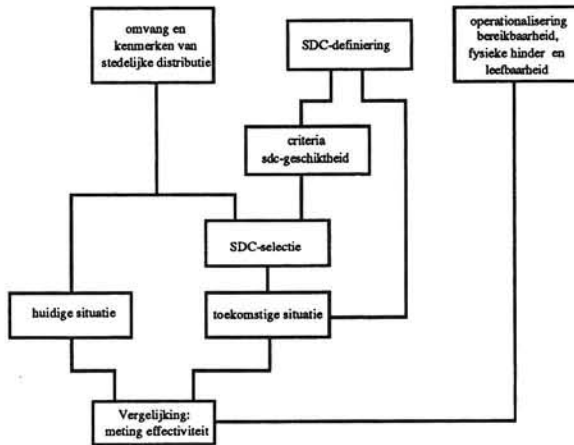 omvang en
kenmerken van
stedelijke distributie
SDC-definiering
operationalisering
bereikbaarheid,
fysieke hinder en
leefbaarheid
criteria
sdc-geschiktheid
SDC-selectie
huidige situatie
toekomstige situatie
Vergelijking:
meting effectiviteit